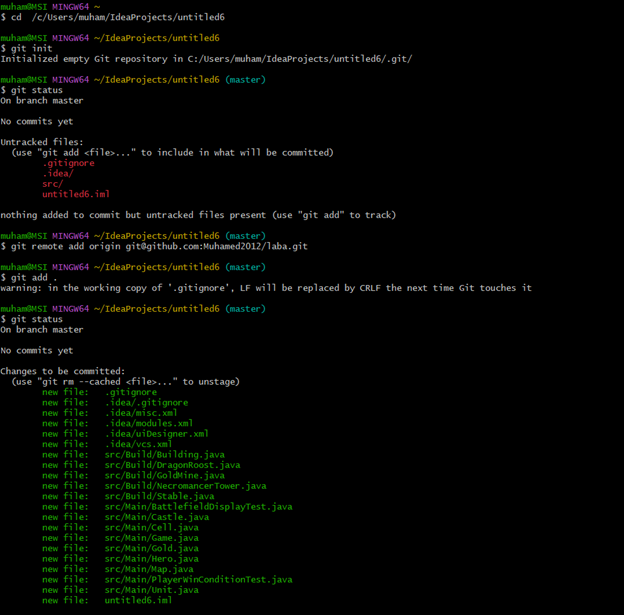 muham@MSI MINGW64 ~
$ cd  /c/Users/muham/IdeaProjects/untitled6
muham@MSI MINGW64 ~/IdeaProjects/untitled6
$ git init
Initialized empty Git repository in C:/Users/muham/IdeaProjects/untitled6/.git/
muham@MSI MINGW64 ~/IdeaProjects/untitled6 (master)
$ git status
On branch master
No commits yet
Untracked files:
  (use "git add <file>..." to include in what will be committed)
        .gitignore
        .idea/
        src/
        untitled6.iml
nothing added to commit but untracked files present (use "git add" to track)
muham@MSI MINGW64 ~/IdeaProjects/untitled6 (master)
$ git remote add origin git@github.com:Muhamed2012/laba.git
muham@MSI MINGW64 ~/IdeaProjects/untitled6 (master)
$ git add .
warning: in the working copy of '.gitignore', LF will be replaced by CRLF the next time Git touches it
muham@MSI MINGW64 ~/IdeaProjects/untitled6 (master)
$ git status
On branch master
No commits yet
Changes to be committed:
  (use "git rm --cached <file>..." to unstage)
        new file:   .gitignore
        new file:   .idea/.gitignore
        new file:   .idea/misc.xml
        new file:   .idea/modules.xml
        new file:   .idea/uiDesigner.xml
        new file:   .idea/vcs.xml
        new file:   src/Build/Building.java
        new file:   src/Build/DragonRoost.java
        new file:   src/Build/GoldMine.java
        new file:   src/Build/NecromancerTower.java
        new file:   src/Build/Stable.java
        new file:   src/Main/BattlefieldDisplayTest.java
        new file:   src/Main/Castle.java
        new file:   src/Main/Cell.java
        new file:   src/Main/Game.java
        new file:   src/Main/Gold.java
        new file:   src/Main/Hero.java
        new file:   src/Main/Map.java
        new file:   src/Main/PlayerWinConditionTest.java
        new file:   src/Main/Unit.java
        new file:   untitled6.iml